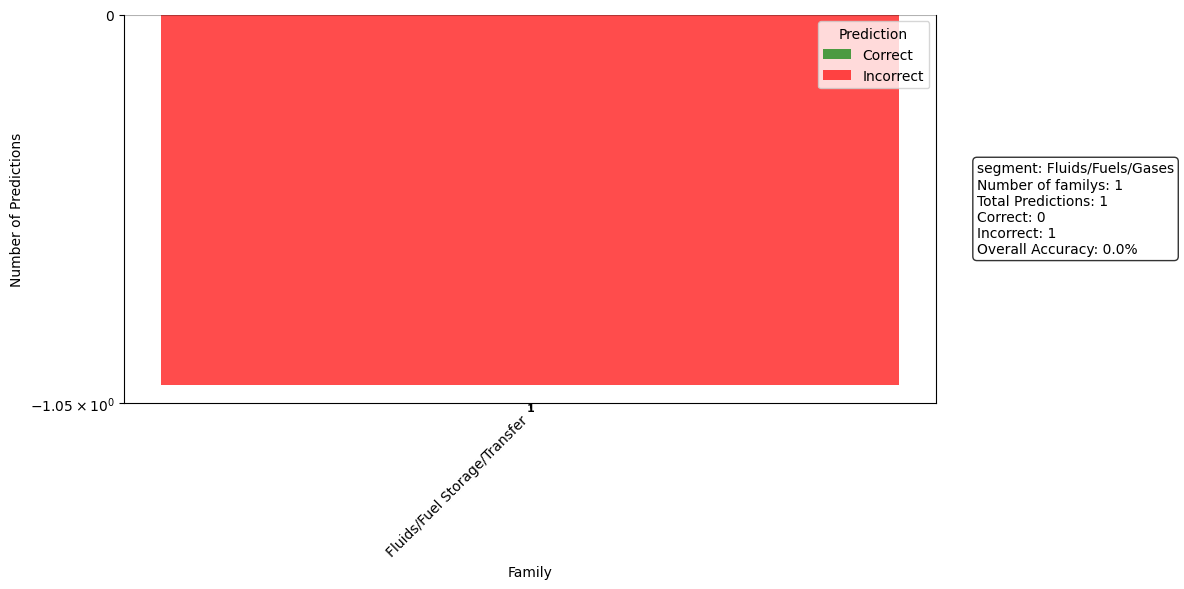 0
Prediction
Correct
Incorrect
Number of Predictions
segment: Fluids/Fuels/Gases
Number of familys: 1
Total Predictions: 1
Correct: 0
Incorrect: 1
Overall Accuracy: 0.0%
−1.05 × 10⁰
1
Fluids/Fuel Storage/Transfer
Family